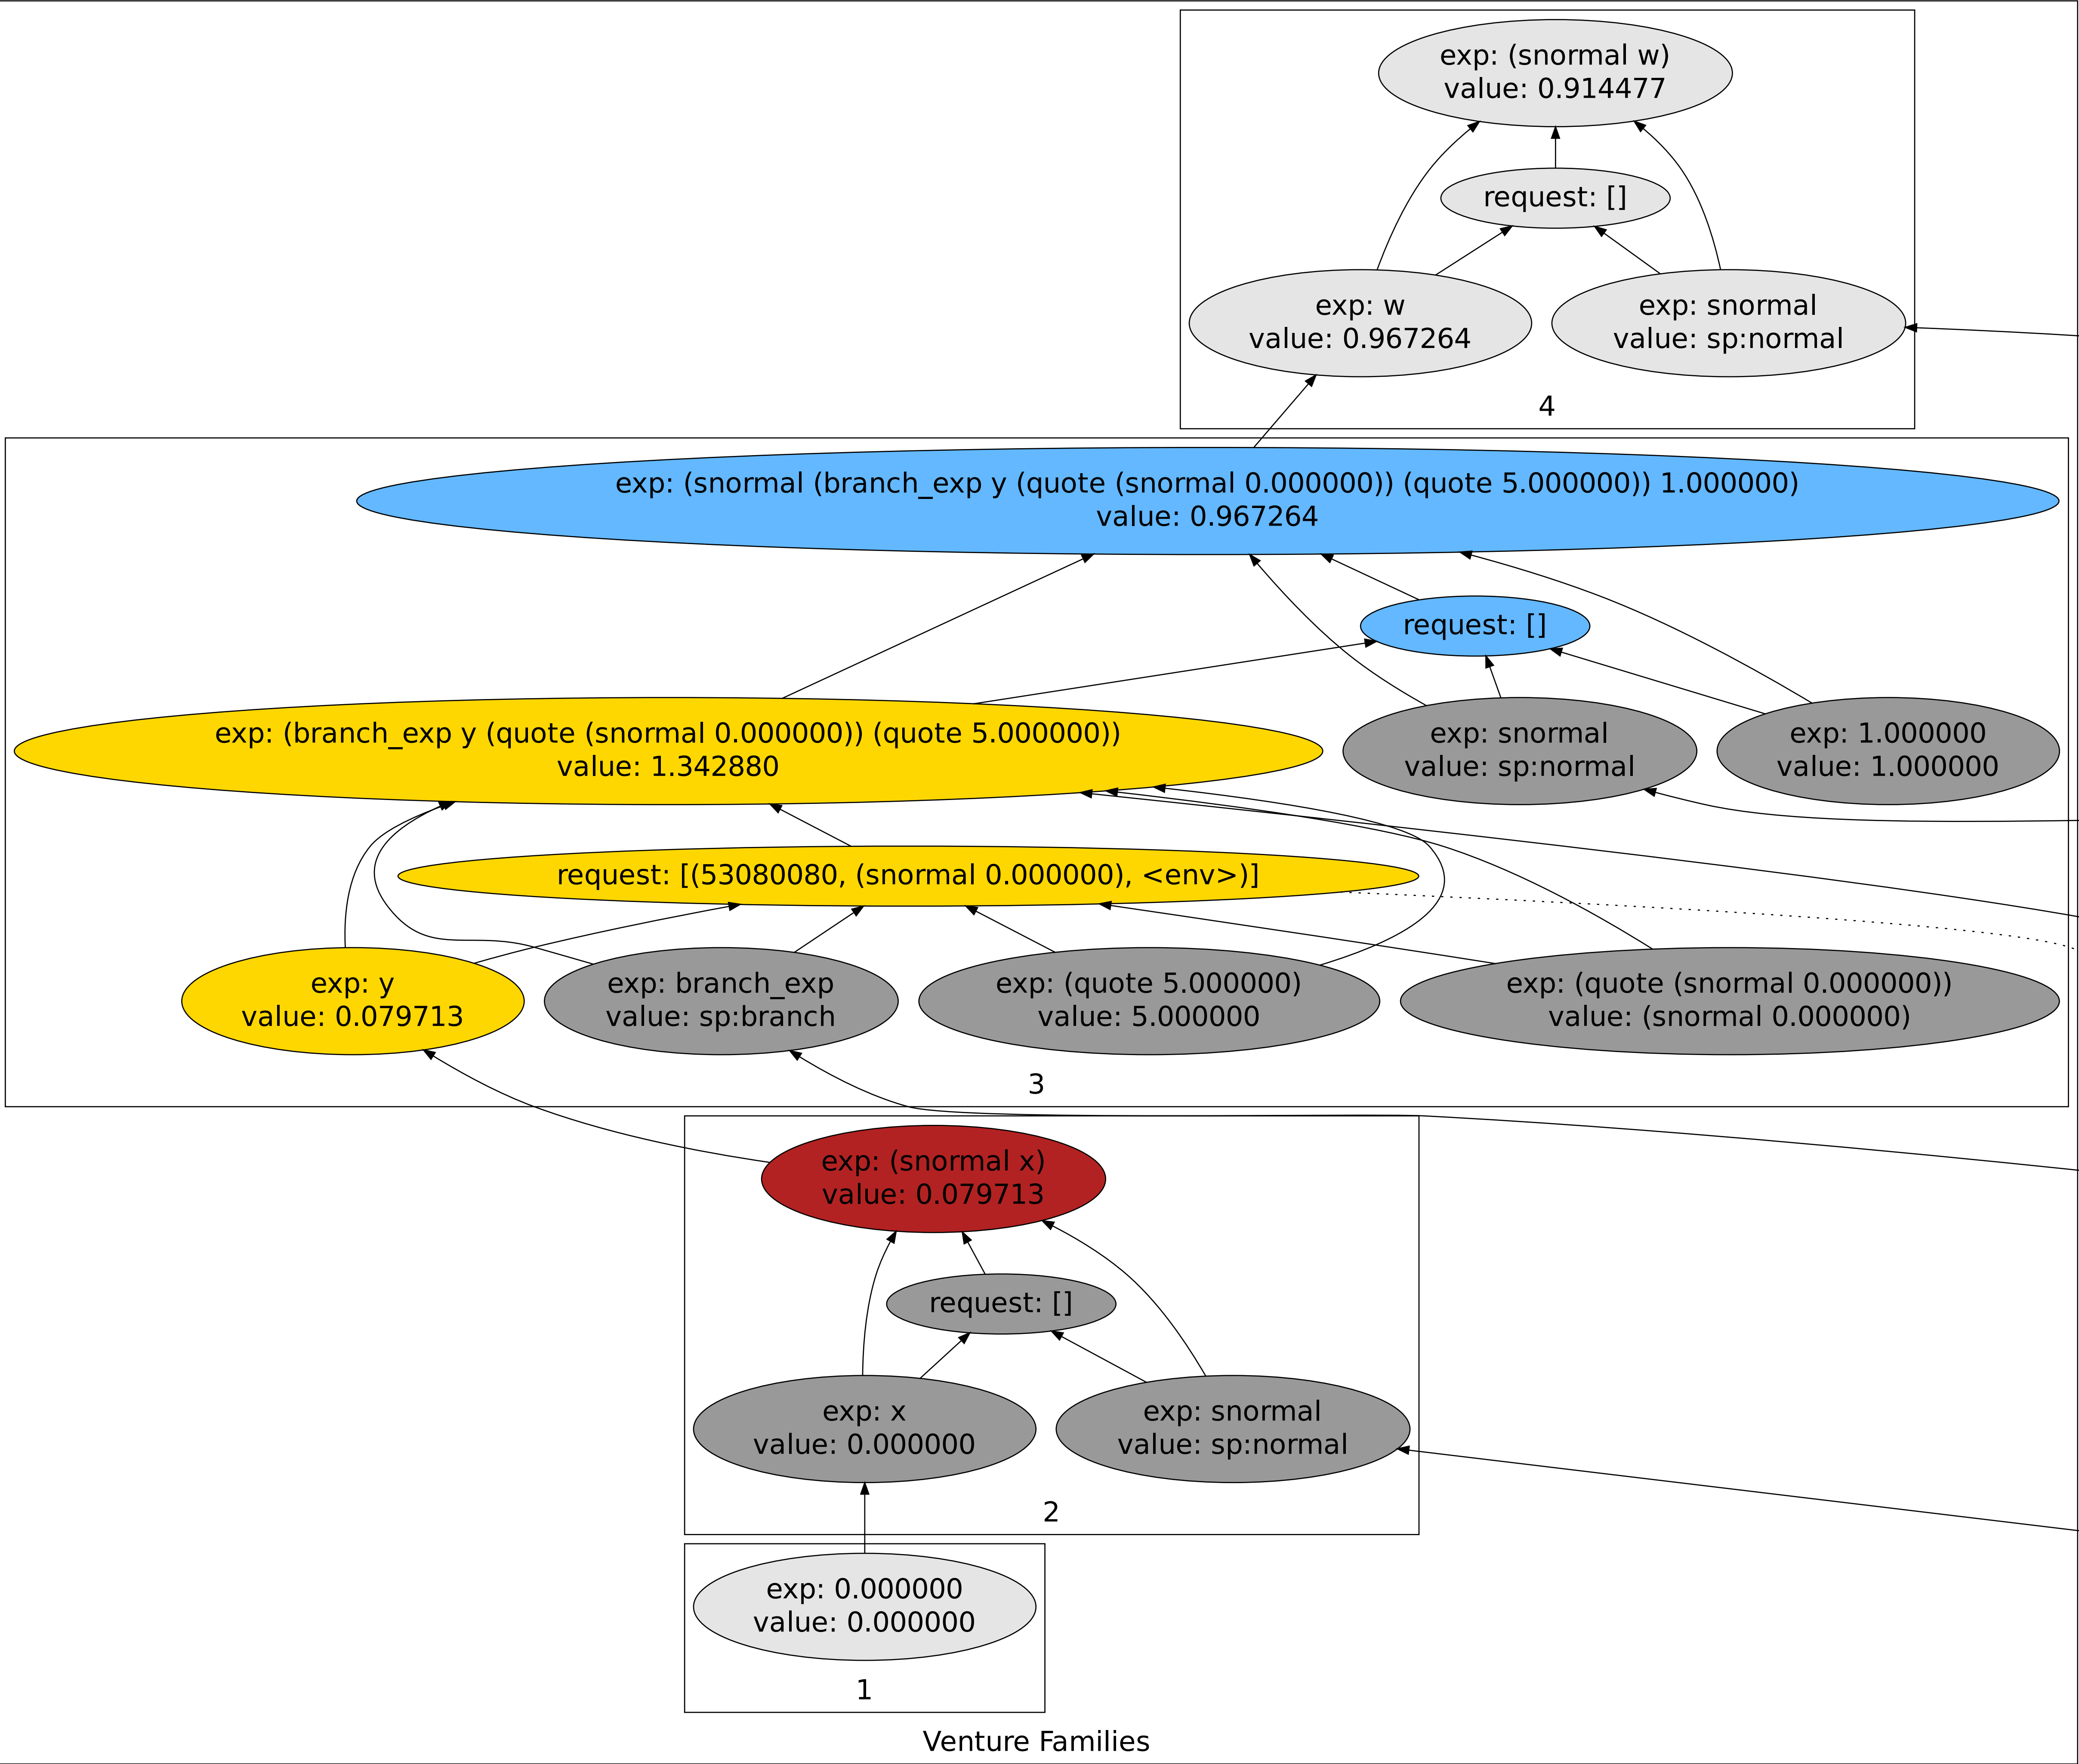 exp: (snormal w)
value: 0.914477
request: []
exp: w
value: 0.967264
exp: snormal
value: sp:normal
4
exp: (snormal (branch_exp y (quote (snormal 0.000000)) (quote 5.000000)) 1.000000)
value: 0.967264
request: []
exp: (branch_exp y (quote (snormal 0.000000)) (quote 5.000000))
value: 1.342880
exp: snormal
value: sp:normal
exp: 1.000000
value: 1.000000
request: [(53080080, (snormal 0.000000), <env>)]
exp: y
value: 0.079713
exp: branch_exp
value: sp:branch
exp: (quote 5.000000)
value: 5.000000
exp: (quote (snormal 0.000000))
value: (snormal 0.000000)
3
exp: (snormal x)
value: 0.079713
request: []
exp: x
value: 0.000000
exp: snormal
value: sp:normal
2
exp: 0.000000
value: 0.000000
1
Venture Families